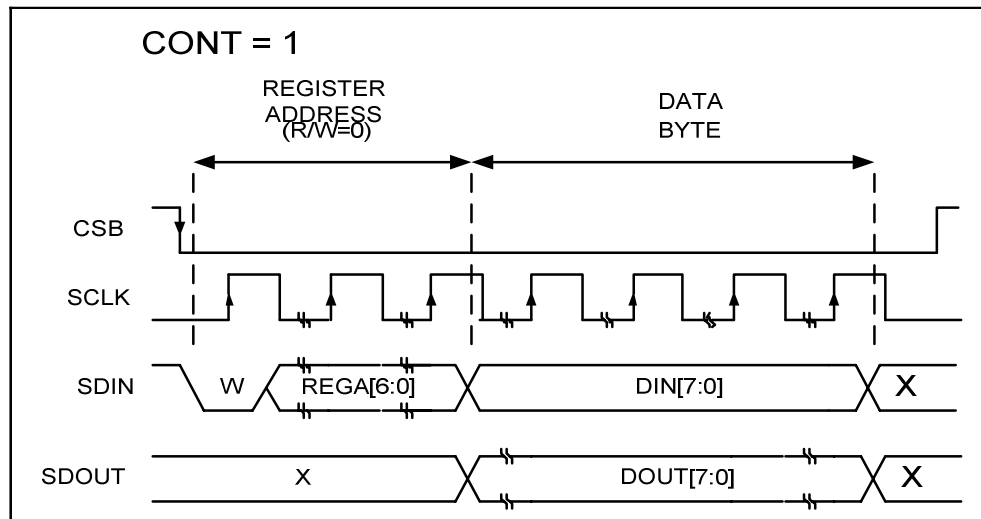 CONT = 1
REGISTER
ADDRESS
(R/W=0)
DATA
BYTE
CSB
SCLK
SDIN
W
REGA[6:0]
DIN[7:0]
X
SDOUT
X
DOUT[7:0]
X